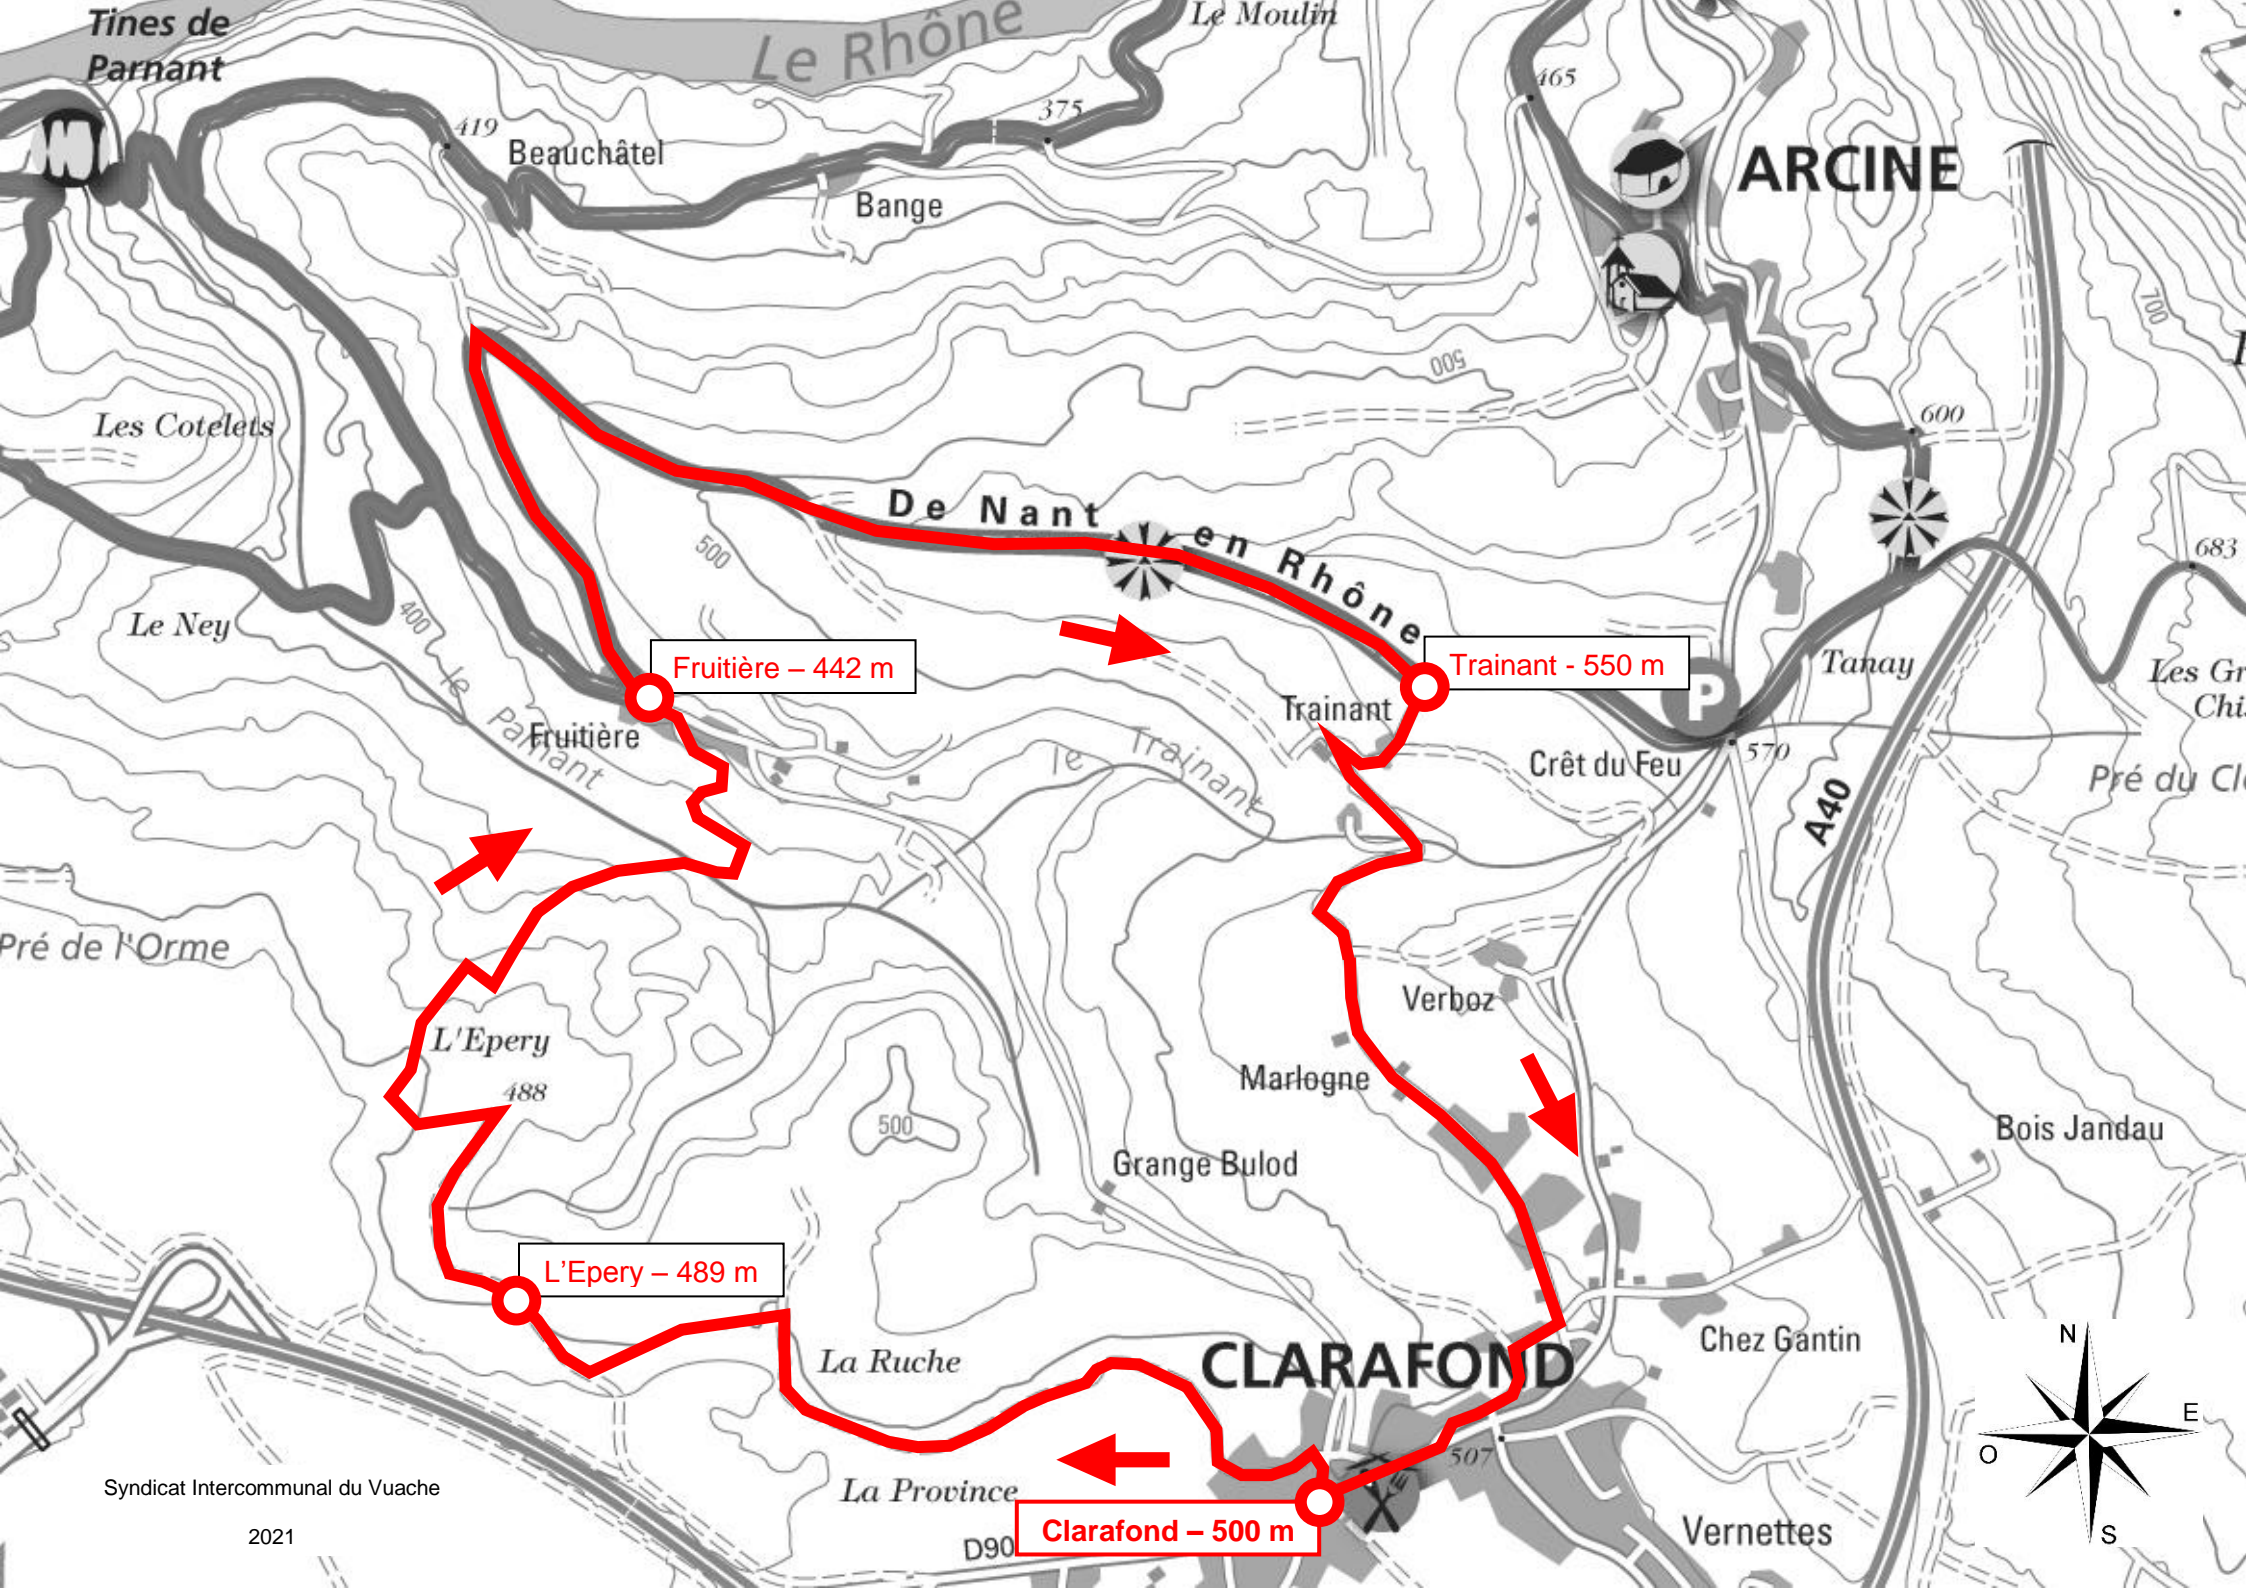 Tines de
Parnant
Le Rhône
Le Moulin
465
375
419
Beauchâtel
Bange
ARCINE
700
500
Les Cotelets
600
De Nant en Rhône
500
683
400
Le Ney
le Parnant
Fruitière – 442 m
Trainant - 550 m
P
Tanay
Les Gr
Chi
Trainant
Fruitière
le Trainant
Crêt du Feu
570
Pré du Cl
A40
Pré de l'Orme
Verboz
L'Epery
488
Marlogne
500
Bois Jandau
Grange Bulod
L’Epery – 489 m
Chez Gantin
N
La Ruche
CLARAFOND
E
O
507
La Province
Syndicat Intercommunal du Vuache
2021
Clarafond – 500 m
D90
Vernettes
S